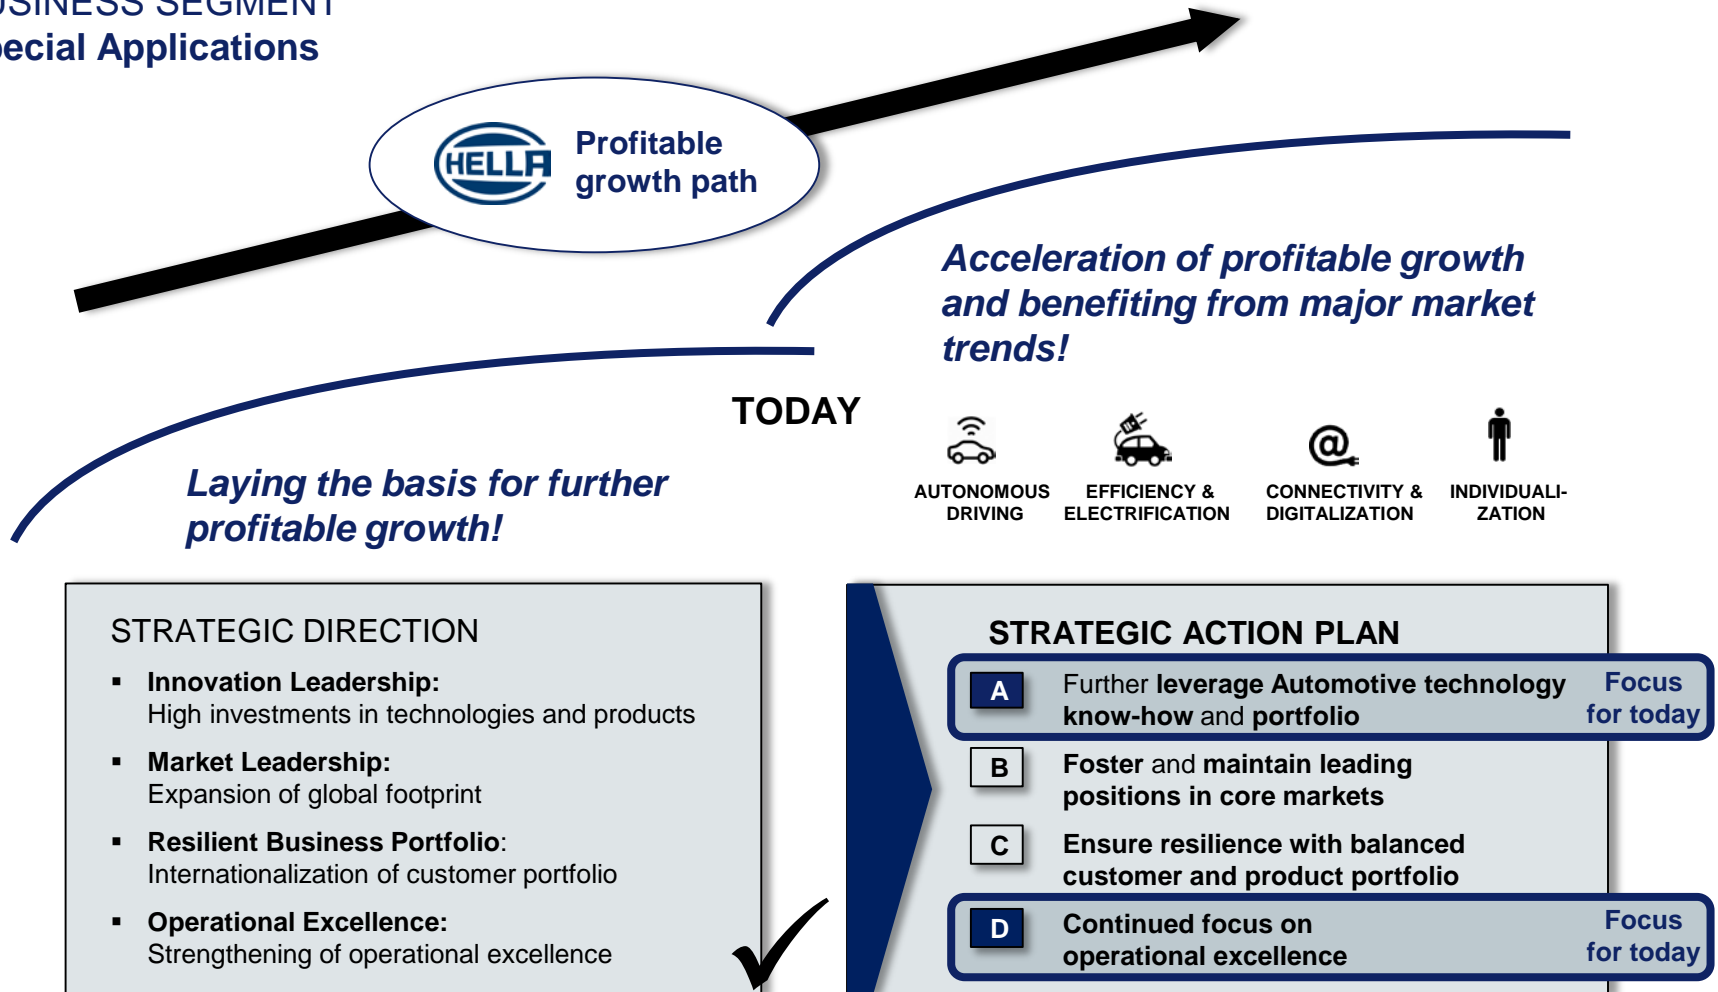 USINESS SEGMENT
pecial Applications
HELLA
Profitable
growth path
Acceleration of profitable growth
and benefiting from major market
trends!
TODAY
Laying the basis for further
profitable growth!
AUTONOMOUS
DRIVING
EFFICIENCY &
ELECTRIFICATION
@
CONNECTIVITY &
DIGITALIZATION
INDIVIDUALI-
ZATION
STRATEGIC DIRECTION
▪ Innovation Leadership:
High investments in technologies and products
▪ Market Leadership:
Expansion of global footprint
▪ Resilient Business Portfolio:
Internationalization of customer portfolio
▪ Operational Excellence:
Strengthening of operational excellence
STRATEGIC ACTION PLAN
A
Further leverage Automotive technology
know-how and portfolio
Focus
for today
B
Foster and maintain leading
positions in core markets
C
Ensure resilience with balanced
customer and product portfolio
D
Continued focus on
operational excellence
Focus
for today